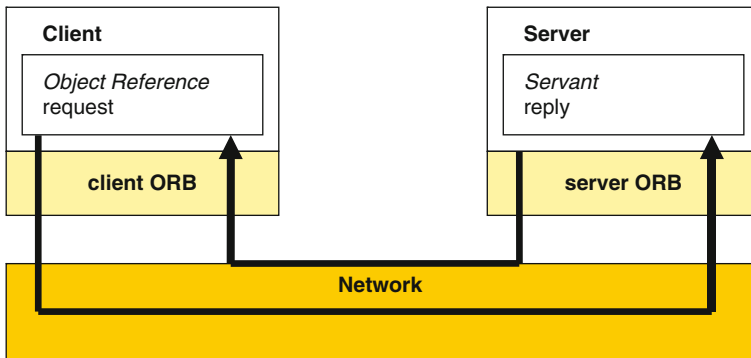 Client
Object Reference
request
client ORB
Server
Servant
reply
server ORB
Network